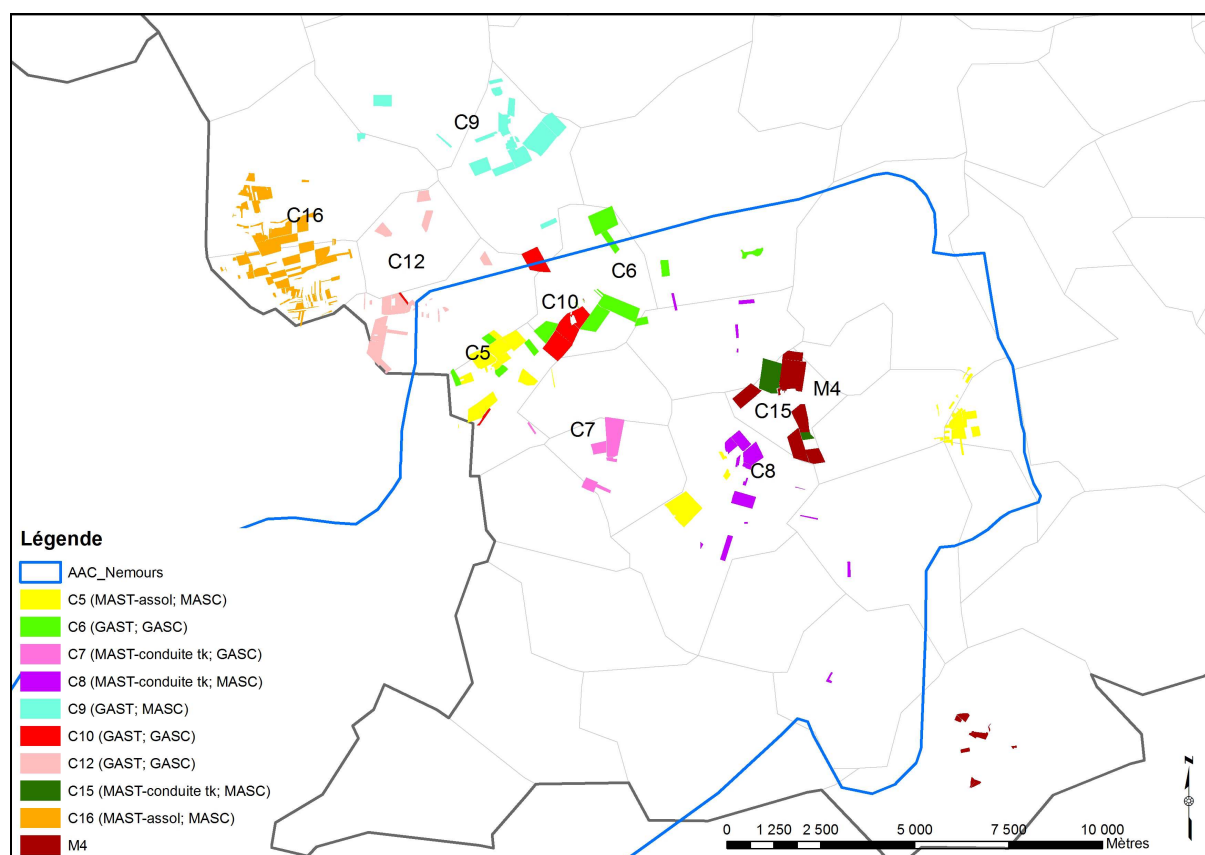 C9
C16
C12
C6
C10
C5
M4
C15
C7
C8
Légende
AAC_Nemours
C5 (MAST-assol; MASC)
C6 (GAST; GASC)
C7 (MAST-conduite tk; GASC)
C8 (MAST-conduite tk; MASC)
C9 (GAST; MASC)
C10 (GAST; GASC)
C12 (GAST; GASC)
C15 (MAST-conduite tk; MASC)
C16 (MAST-assol; MASC)
M4
N
0 1 250 2 500 5 000 7 500 10 000
Mètres